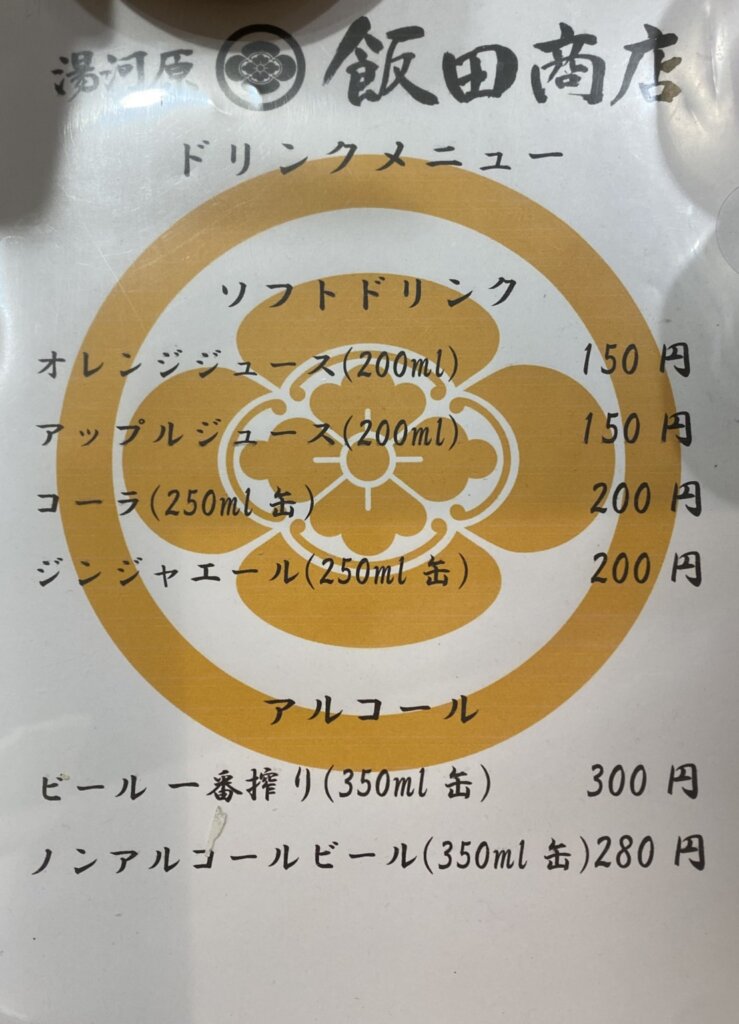 湯河原 飯田商店
ドリンクメニュー
ソフトドリンク
オレンジジュース(200ml) 150 円
アップルジュース(200ml) 150 円
コーラ(250ml 缶) 200 円
ジンジャエール(250ml 缶) 200 円
アルコール
ビール 一番搾り(350ml 缶) 300 円
ノンアルコールビール(350ml 缶)280 円